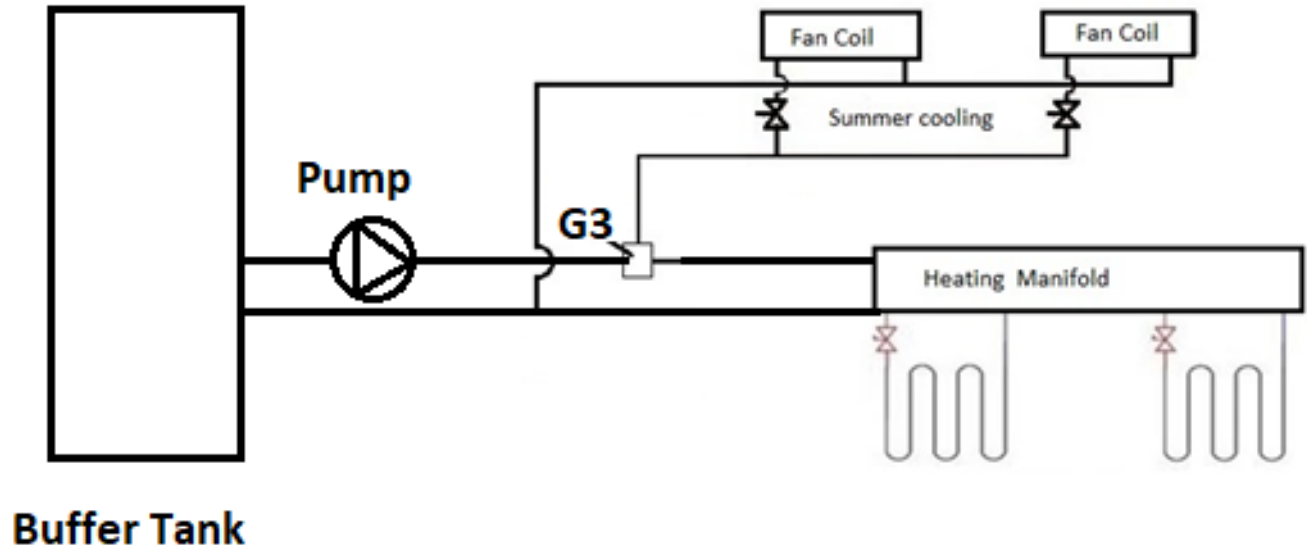 Fan Coil
Fan Coil
Summer cooling
Pump
G3
Heating Manifold
Buffer Tank